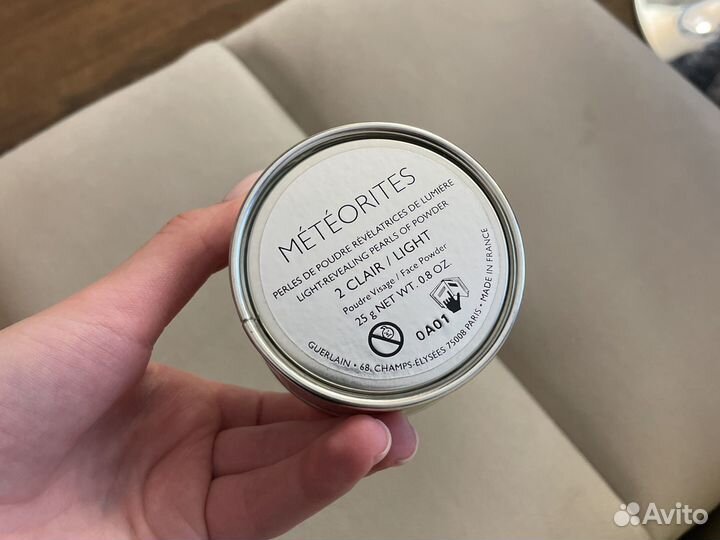 MÉTÉORITES
PERLES DE POUDRE RÉVÉLATRICES DE LUMIÈRE
LIGHT-REVEALING PEARLS OF POWDER
2 CLAIR / LIGHT
Poudre Visage / Face Powder
25 g NET WT. 0.8 OZ.
0A01
GUERLAIN • 68, CHAMPS-ÉLYSÉES 75008 PARIS • MADE IN FRANCE
Avito